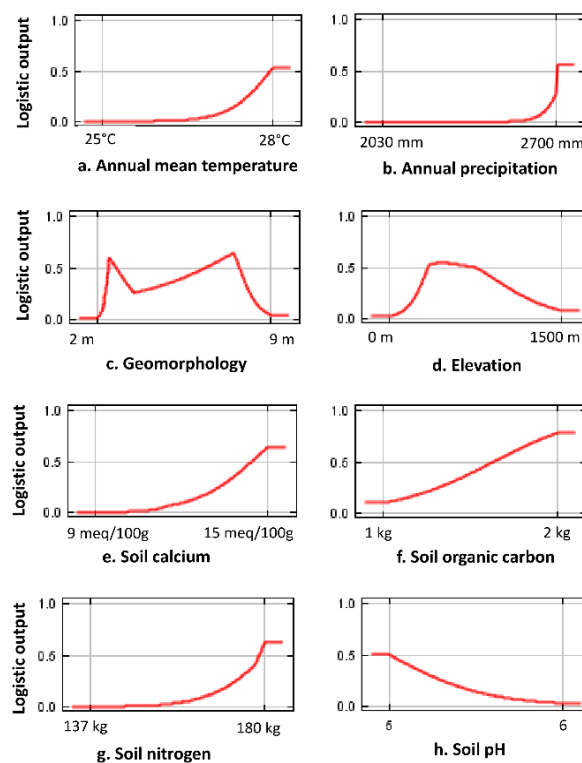 Logistic output
1.0
0.5
0.0
25°C 28°C
a. Annual mean temperature
1.0
0.5
0.0
2030 mm 2700 mm
b. Annual precipitation
Logistic output
1.0
0.5
0.0
2 m 9 m
c. Geomorphology
1.0
0.5
0.0
0 m 1500 m
d. Elevation
Logistic output
1.0
0.5
0.0
9 meq/100g 15 meq/100g
e. Soil calcium
1.0
0.5
0.0
1 kg 2 kg
f. Soil organic carbon
Logistic output
1.0
0.5
0.0
137 kg 180 kg
g. Soil nitrogen
1.0
0.5
0.0
5 6
h. Soil pH